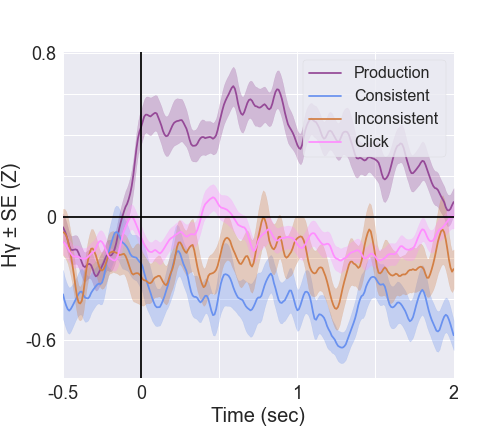 0.8
Production
Consistent
Inconsistent
Click
Hγ ± SE (Z)
0
-0.6
-0.5 0 1 2
Time (sec)